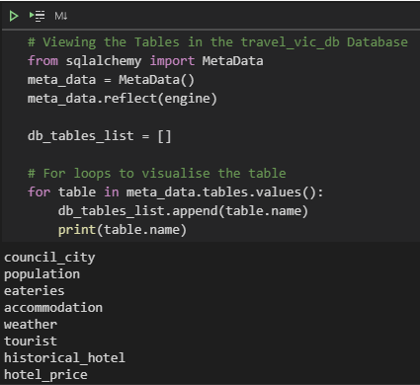 M↓
# Viewing the Tables in the travel_vic_db Database
from sqlalchemy import MetaData
meta_data = MetaData()
meta_data.reflect(engine)
db_tables_list = []
# For loops to visualise the table
for table in meta_data.tables.values():
    db_tables_list.append(table.name)
    print(table.name)
council_city
population
eateries
accommodation
weather
tourist
historical_hotel
hotel_price